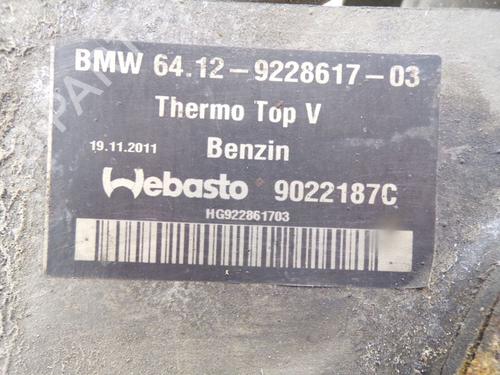 BMW 64.12-9228617-03
Thermo Top V
19.11.2011 Benzin
Webasto 9022187C
HG922861703